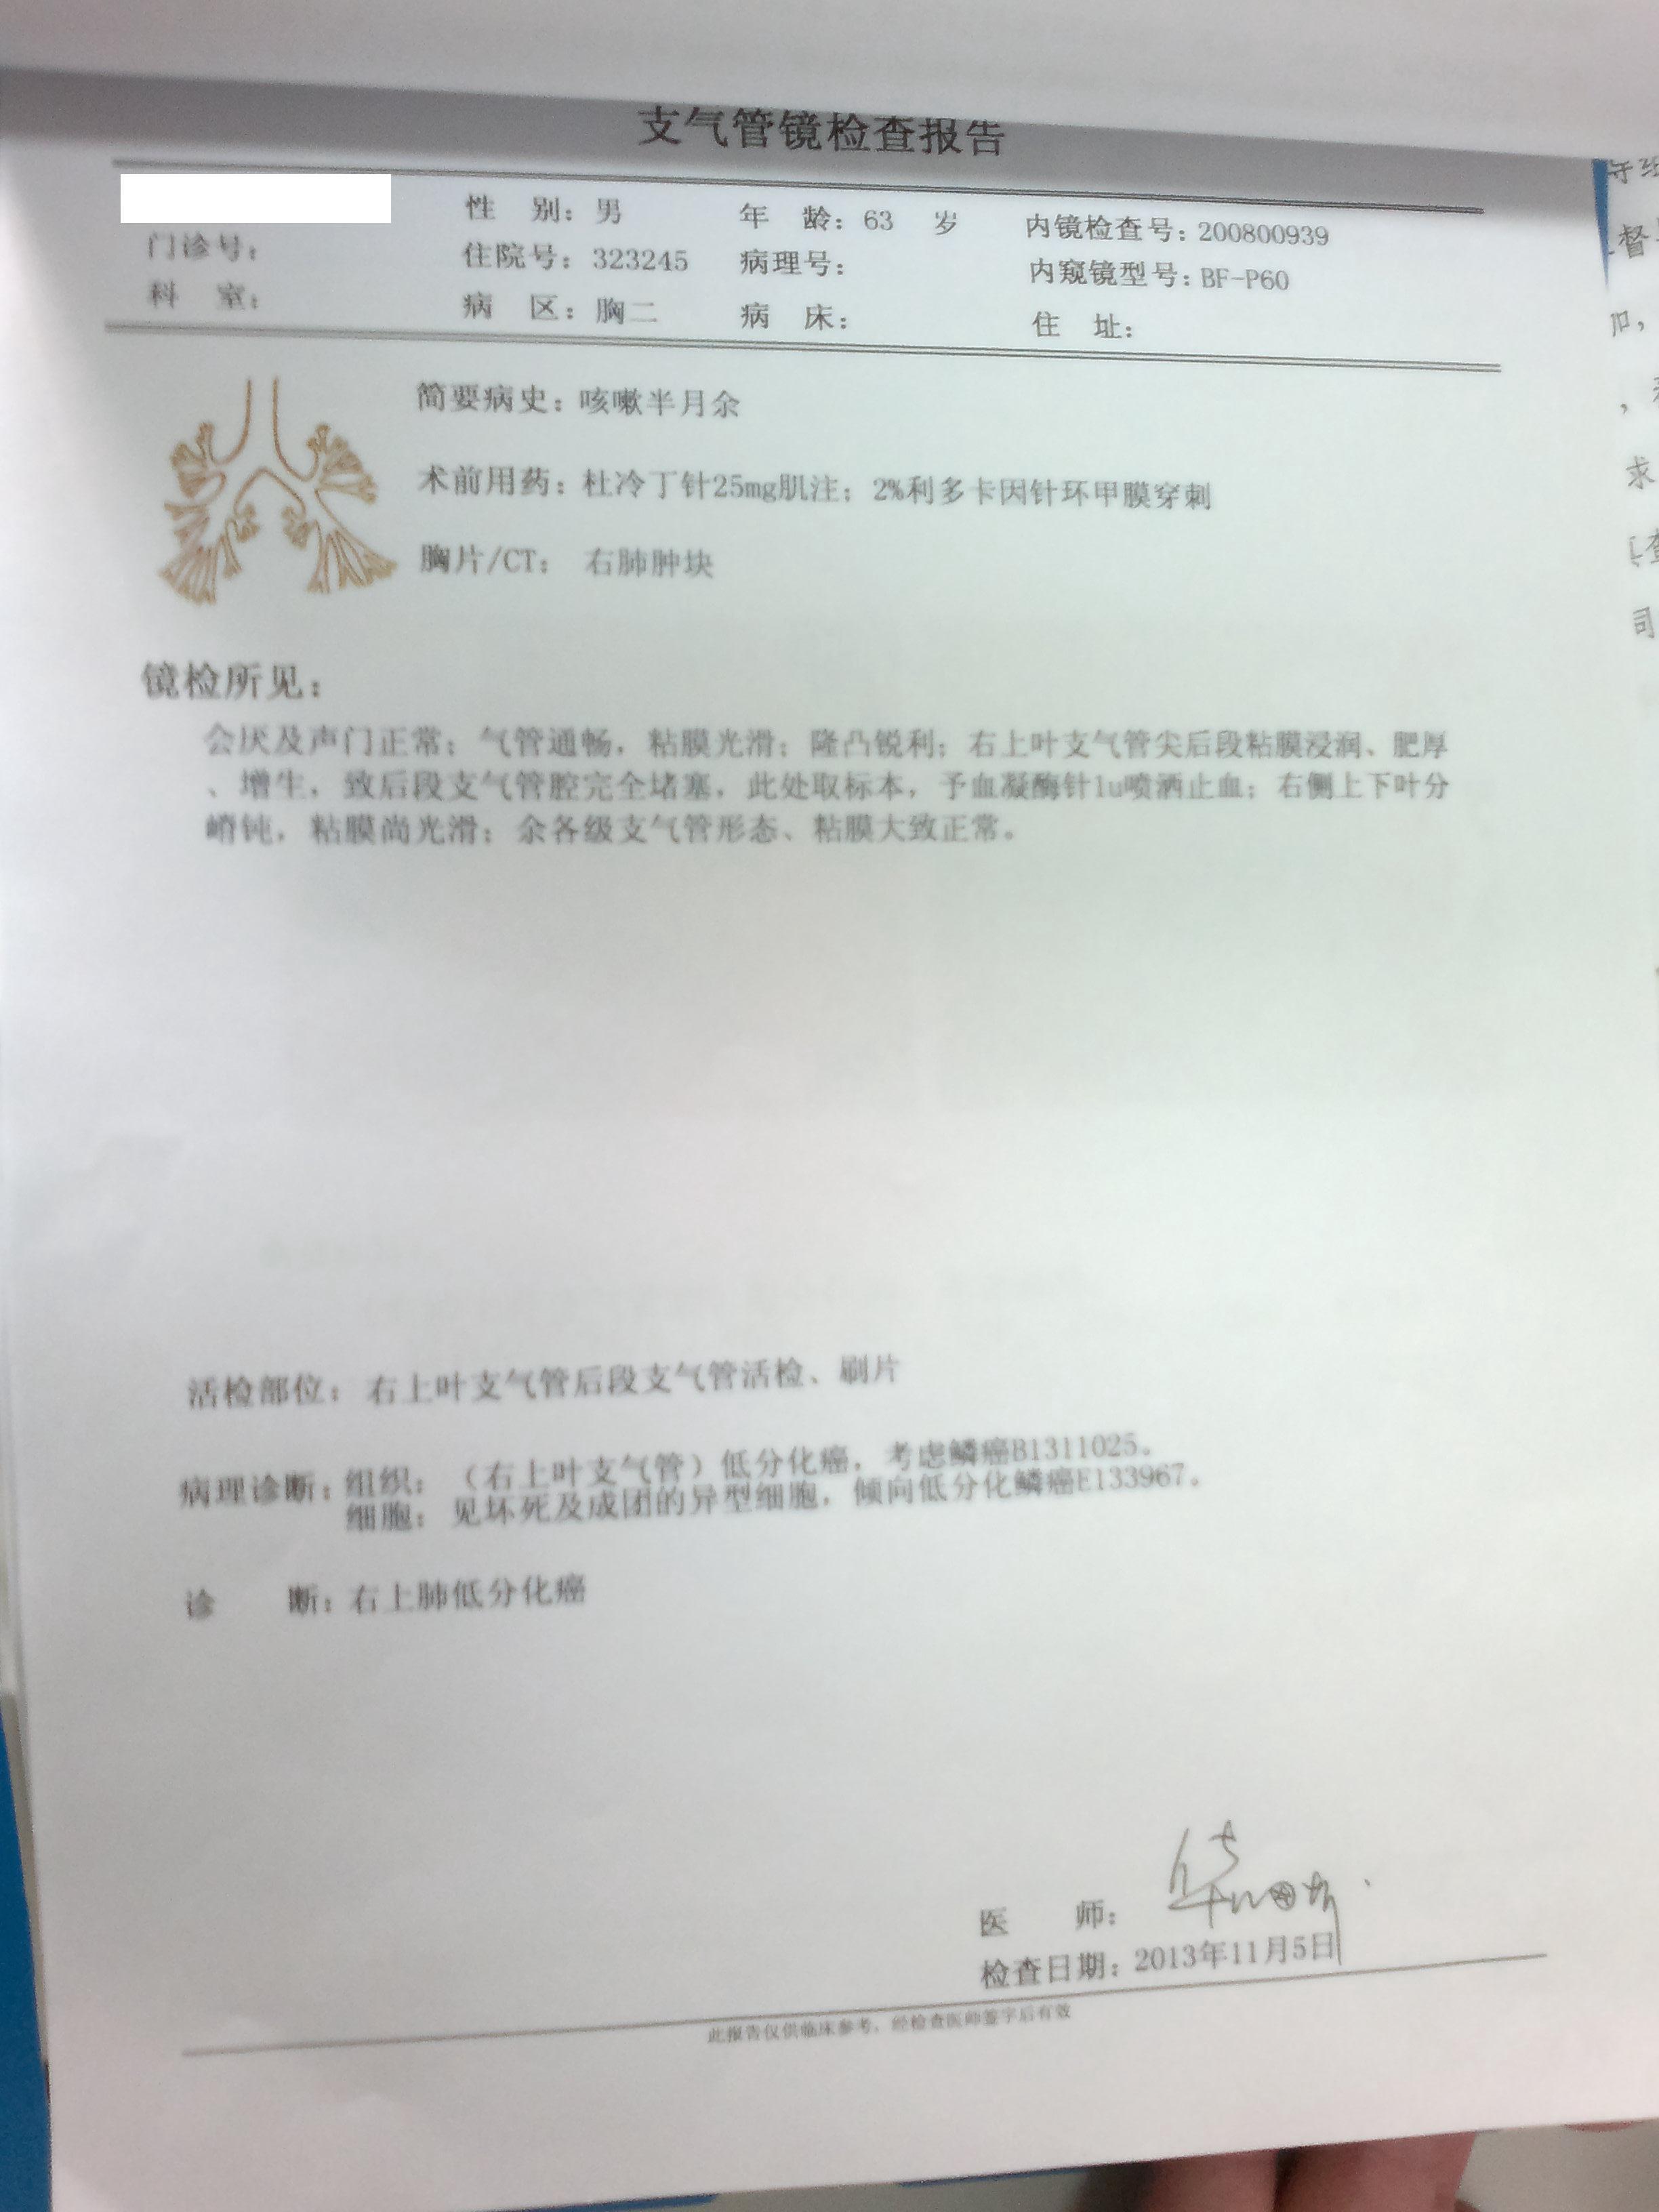 支气管镜检查报告
性 别：男 年 龄：63 岁 内镜检查号：200800939
门诊号： 住院号：323245 病理号： 内窥镜型号：BF-P60
科 室： 病 区：胸二 病 床： 住 址：
简要病史：咳嗽半月余
术前用药：杜冷丁针25mg肌注；2%利多卡因针环甲膜穿刺
胸片/CT： 右肺肿块
镜检所见：
会厌及声门正常；气管通畅，粘膜光滑；隆凸锐利；右上叶支气管尖后段粘膜浸润、肥厚
、增生，致后段支气管腔完全堵塞，此处取标本，予血凝酶针1u喷洒止血；右侧上下叶分
嵴钝，粘膜尚光滑；余各级支气管形态、粘膜大致正常。
活检部位：右上叶支气管后段支气管活检、刷片
病理诊断：组织：（右上叶支气管）低分化癌，考虑鳞癌B1311025。
细胞：见坏死及成团的异型细胞，倾向低分化鳞癌E133967。
诊 断：右上肺低分化癌
医 师：
检查日期：2013年11月5日
此报告仅供临床参考，经检查医师签字后有效